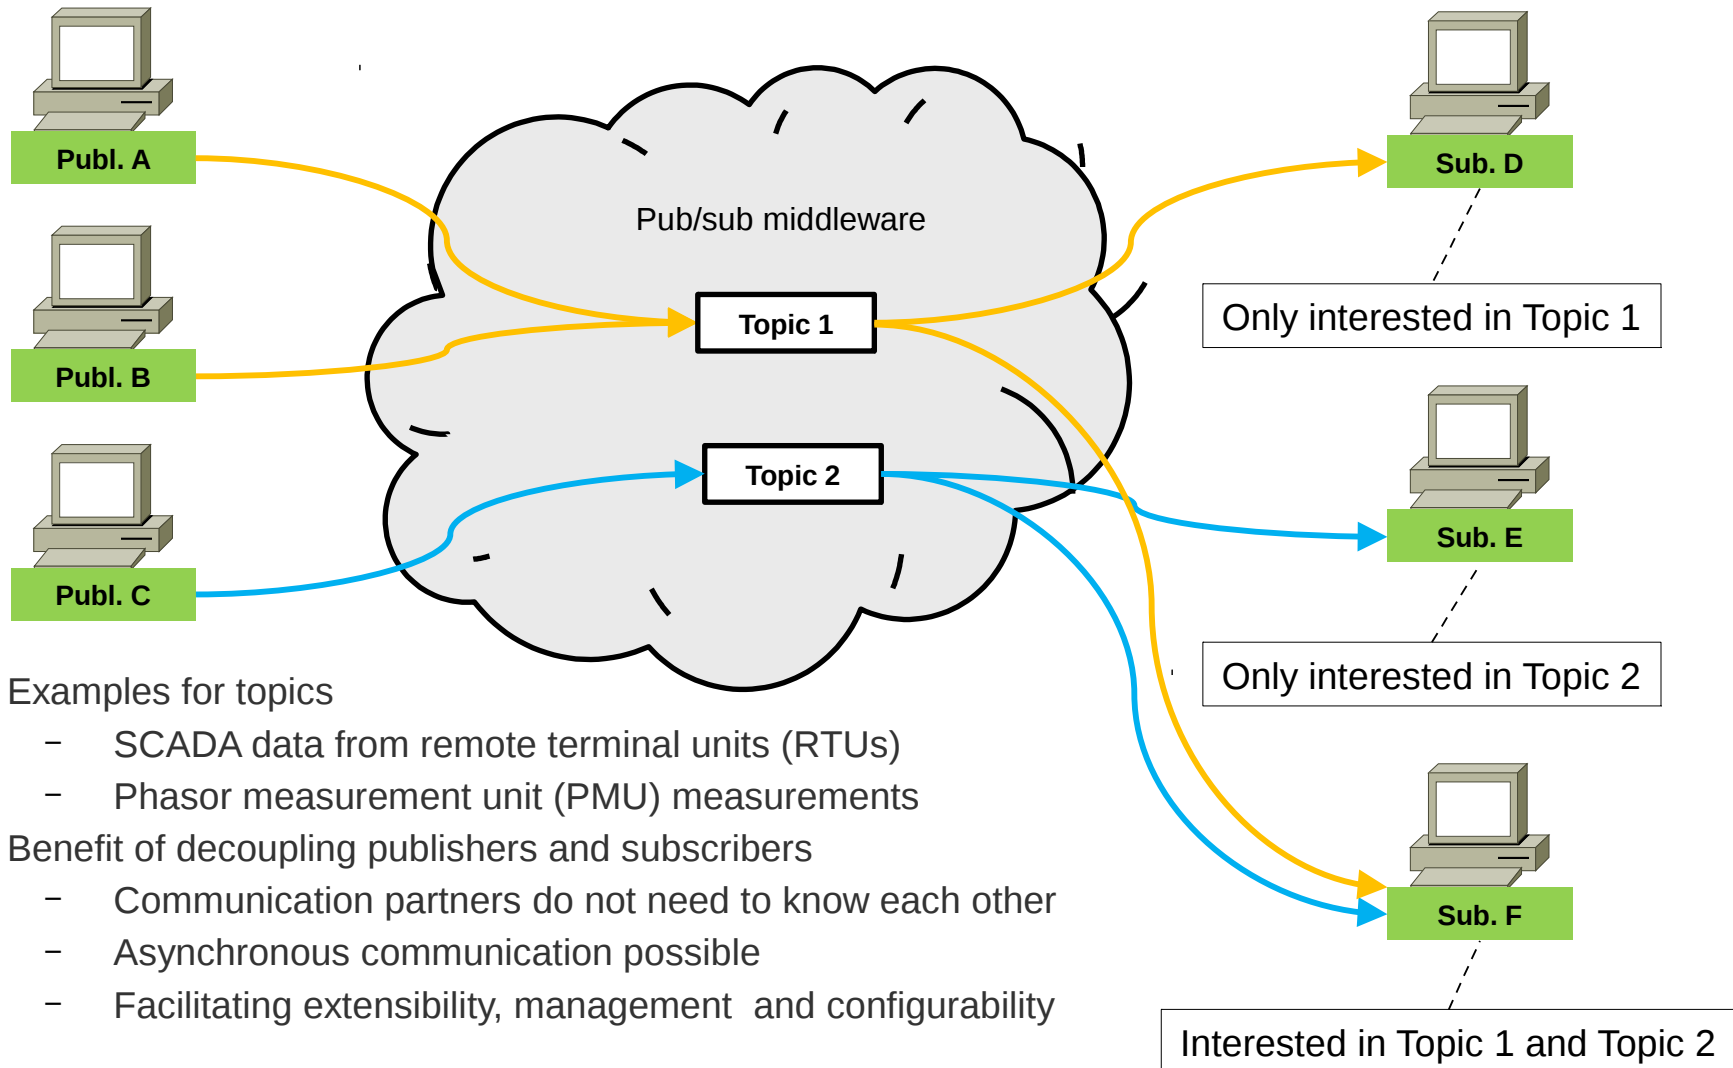 Publ. A
Sub. D
Pub/sub middleware
Topic 1
Only interested in Topic 1
Publ. B
Topic 2
Sub. E
Publ. C
Only interested in Topic 2
Examples for topics
– SCADA data from remote terminal units (RTUs)
– Phasor measurement unit (PMU) measurements
Benefit of decoupling publishers and subscribers
– Communication partners do not need to know each other
– Asynchronous communication possible
– Facilitating extensibility, management  and configurability
Sub. F
Interested in Topic 1 and Topic 2